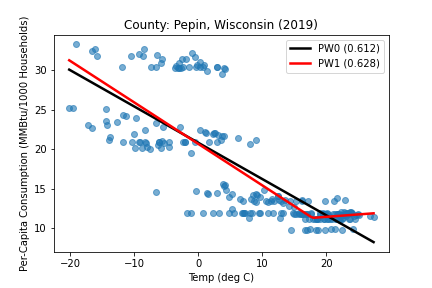 County: Pepin, Wisconsin (2019)
Per-Capita Consumption (MMBtu/1000 Households)
PW0 (0.612)
PW1 (0.628)
30
25
20
15
10
−20
−10
0
10
20
Temp (deg C)